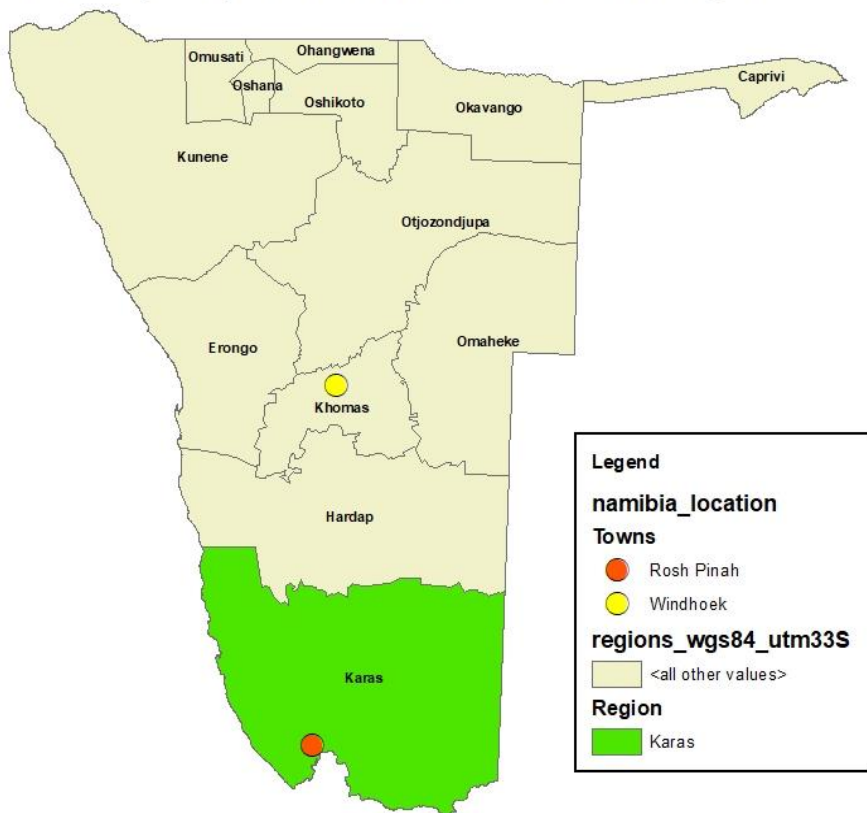 Ohangwena
Omusati
Oshana
Oshikoto
Okavango
Caprivi
Kunene
Otjozondjupa
Erongo
Omaheke
Khomas
Hardap
Karas
Legend
namibia_location
Towns
Rosh Pinah
Windhoek
regions_wgs84_utm33S
<all other values>
Region
Karas